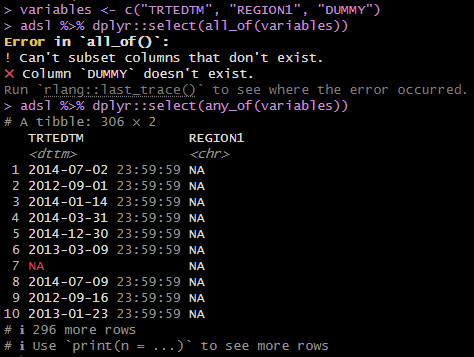 > variables <- c("TRTEDTM", "REGION1", "DUMMY")
> adsl %>% dplyr::select(all_of(variables))
Error in `all_of()`:
! Can't subset columns that don't exist.
✖ Column `DUMMY` doesn't exist.
Run `rlang::last_trace()` to see where the error occurred.
> adsl %>% dplyr::select(any_of(variables))
# A tibble: 306 × 2
TRTEDTM REGION1
<dttm> <chr>
1 2014-07-02 23:59:59 NA
2 2012-09-01 23:59:59 NA
3 2014-01-14 23:59:59 NA
4 2014-03-31 23:59:59 NA
5 2014-12-30 23:59:59 NA
6 2013-03-09 23:59:59 NA
7 NA NA
8 2014-07-09 23:59:59 NA
9 2012-09-16 23:59:59 NA
10 2013-01-23 23:59:59 NA
# ℹ 296 more rows
# ℹ Use `print(n = ...)` to see more rows